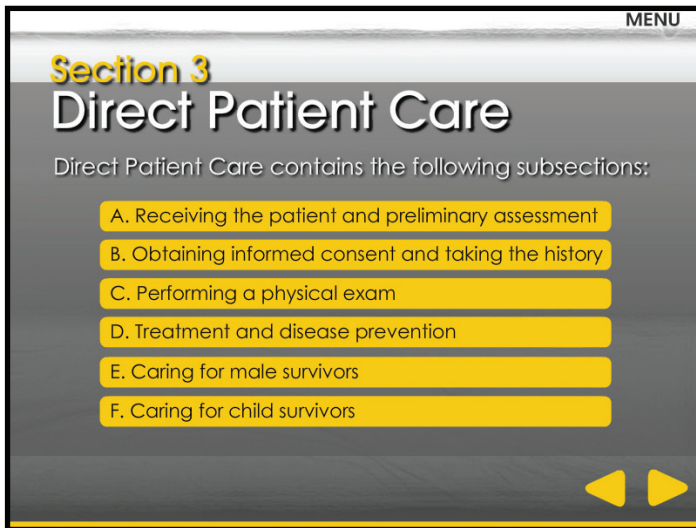 MENU
Section 3
Direct Patient Care
Direct Patient Care contains the following subsections:
A. Receiving the patient and preliminary assessment
B. Obtaining informed consent and taking the history
C. Performing a physical exam
D. Treatment and disease prevention
E. Caring for male survivors
F. Caring for child survivors